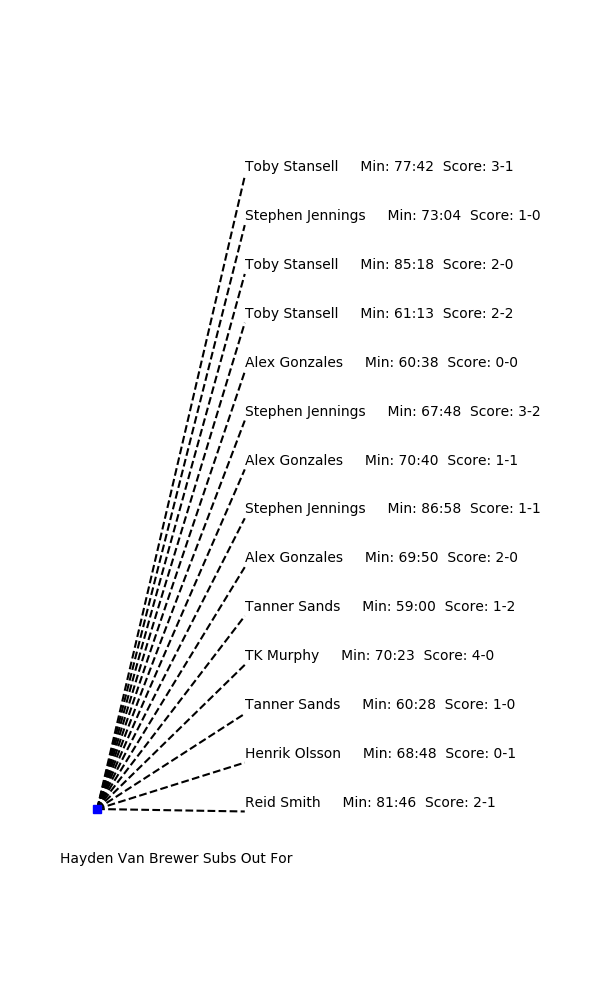 Toby Stansell Min: 77:42 Score: 3-1
Stephen Jennings Min: 73:04 Score: 1-0
Toby Stansell Min: 85:18 Score: 2-0
Toby Stansell Min: 61:13 Score: 2-2
Alex Gonzales Min: 60:38 Score: 0-0
Stephen Jennings Min: 67:48 Score: 3-2
Alex Gonzales Min: 70:40 Score: 1-1
Stephen Jennings Min: 86:58 Score: 1-1
Alex Gonzales Min: 69:50 Score: 2-0
Tanner Sands Min: 59:00 Score: 1-2
TK Murphy Min: 70:23 Score: 4-0
Tanner Sands Min: 60:28 Score: 1-0
Henrik Olsson Min: 68:48 Score: 0-1
Reid Smith Min: 81:46 Score: 2-1
Hayden Van Brewer Subs Out For